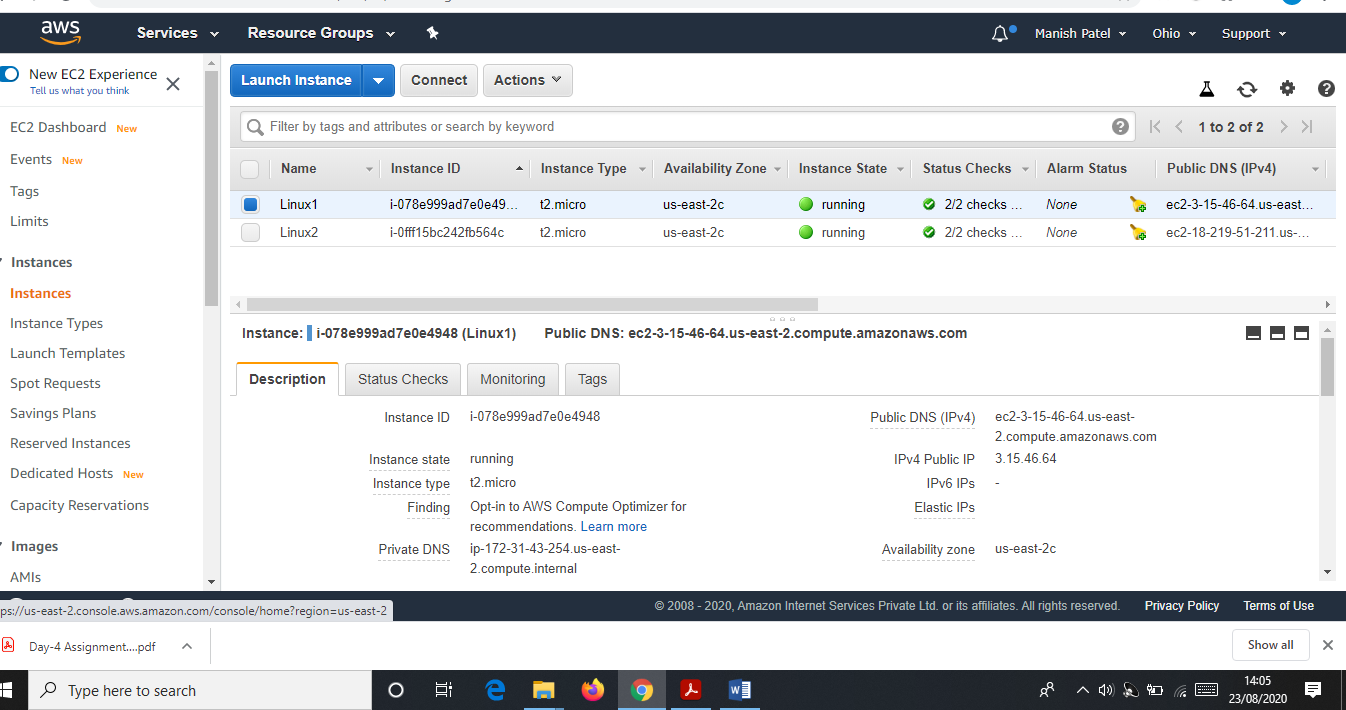 aws
Services
Resource Groups
Manish Patel
Ohio
Support
New EC2 Experience
Tell us what you think
EC2 Dashboard New
Events New
Tags
Limits
Instances
Instances
Instance Types
Launch Templates
Spot Requests
Savings Plans
Reserved Instances
Dedicated Hosts New
Capacity Reservations
Images
AMIs
Launch Instance
Connect
Actions
Filter by tags and attributes or search by keyword
1 to 2 of 2
Name Instance ID Instance Type Availability Zone Instance State Status Checks Alarm Status Public DNS (IPv4)
Linux1 i-078e999ad7e0e49... t2.micro us-east-2c running 2/2 checks ... None ec2-3-15-46-64.us-east...
Linux2 i-0fff15bc242fb564c t2.micro us-east-2c running 2/2 checks ... None ec2-18-219-51-211.us-...
Instance: i-078e999ad7e0e4948 (Linux1) Public DNS: ec2-3-15-46-64.us-east-2.compute.amazonaws.com
Description Status Checks Monitoring Tags
Instance ID i-078e999ad7e0e4948
Instance state running
Instance type t2.micro
Finding Opt-in to AWS Compute Optimizer for
recommendations. Learn more
Private DNS ip-172-31-43-254.us-east-
2.compute.internal
Public DNS (IPv4) ec2-3-15-46-64.us-east-
2.compute.amazonaws.com
IPv4 Public IP 3.15.46.64
IPv6 IPs -
Elastic IPs
Availability zone us-east-2c
ps://us-east-2.console.aws.amazon.com/console/home?region=us-east-2
© 2008 - 2020, Amazon Internet Services Private Ltd. or its affiliates. All rights reserved.
Privacy Policy
Terms of Use
Day-4 Assignment....pdf
Show all
Type here to search
14:05
23/08/2020